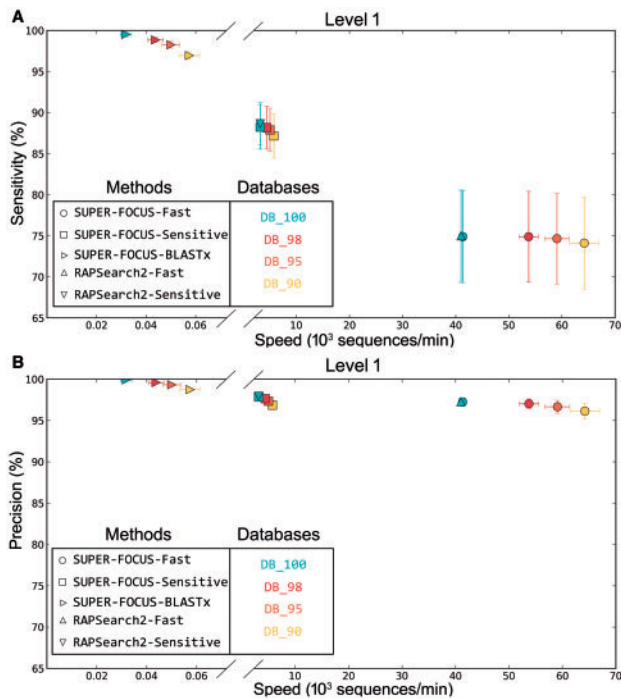 A
Level 1
100
95
90
85
80
75
70
65
Sensitivity (%)
Methods
Databases
SUPER-FOCUS-Fast
SUPER-FOCUS-Sensitive
SUPER-FOCUS-BLASTx
RAPSearch2-Fast
RAPSearch2-Sensitive
DB_100
DB_98
DB_95
DB_90
0.02 0.04 0.06 10 20 30 40 50 60 70
Speed (10³ sequences/min)
B
Level 1
100
95
90
85
80
75
70
65
Precision (%)
Methods
Databases
SUPER-FOCUS-Fast
SUPER-FOCUS-Sensitive
SUPER-FOCUS-BLASTx
RAPSearch2-Fast
RAPSearch2-Sensitive
DB_100
DB_98
DB_95
DB_90
0.02 0.04 0.06 10 20 30 40 50 60 70
Speed (10³ sequences/min)